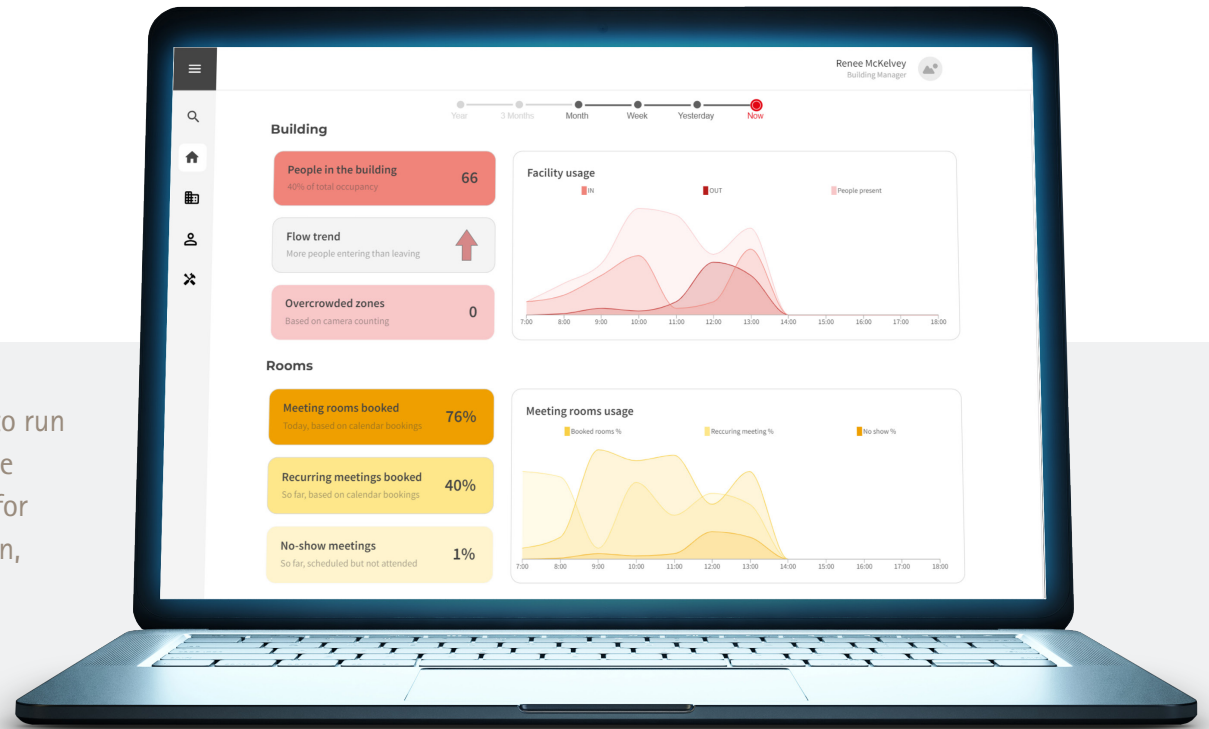 Renee McKelvey
Building Manager
Year 3 Months Month Week Yesterday Now
Building
People in the building
40% of total occupancy
66
Flow trend
More people entering than leaving
Overcrowded zones
Based on camera counting
0
Facility usage
IN OUT People present
7:00 8:00 9:00 10:00 11:00 12:00 13:00 14:00 15:00 16:00 17:00 18:00
Rooms
Meeting rooms booked
Today, based on calendar bookings
76%
Recurring meetings booked
So far, based on calendar bookings
40%
No-show meetings
So far, scheduled but not attended
1%
Meeting rooms usage
Booked rooms % Reccuring meeting % No show %
7:00 8:00 9:00 10:00 11:00 12:00 13:00 14:00 15:00 16:00 17:00 18:00
to run
for